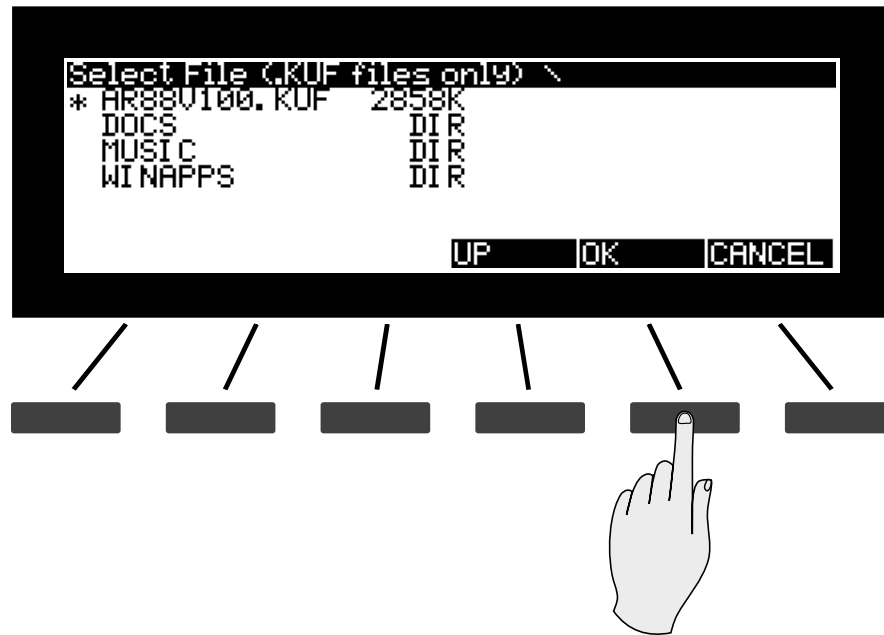 Select File (.KUF files only) \
* AR88V100.KUF 2858K
DOCS DIR
MUSIC DIR
WINAPPS DIR
UP OK CANCEL